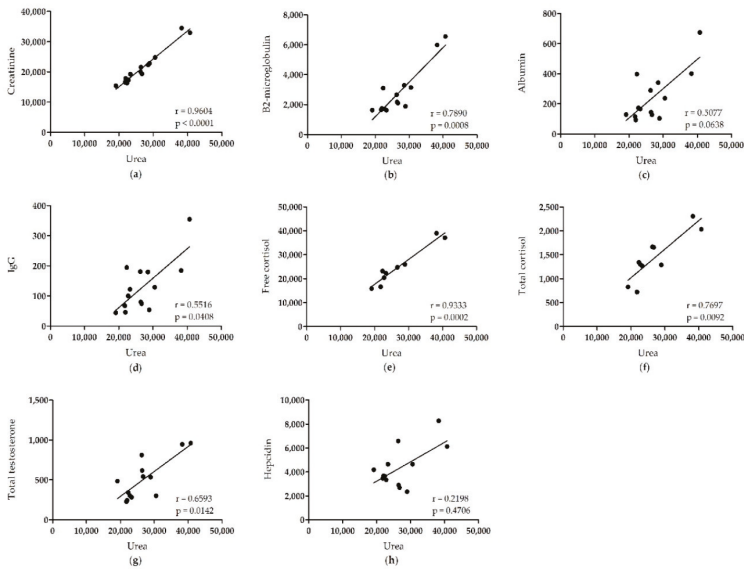 40,000
30,000
20,000
10,000
0
Creatinine
r = 0.9604
p < 0.0001
0 10,000 20,000 30,000 40,000 50,000
Urea
(a)
8,000
6,000
4,000
2,000
0
B2-microglobulin
r = 0.7890
p = 0.0008
0 10,000 20,000 30,000 40,000 50,000
Urea
(b)
800
600
400
200
0
Albumin
r = 0.5077
p = 0.0638
0 10,000 20,000 30,000 40,000 50,000
Urea
(c)
400
300
200
100
0
IgG
r = 0.5516
p = 0.0408
0 10,000 20,000 30,000 40,000 50,000
Urea
(d)
50,000
40,000
30,000
20,000
10,000
0
Free cortisol
r = 0.9333
p = 0.0002
0 10,000 20,000 30,000 40,000 50,000
Urea
(e)
2,500
2,000
1,500
1,000
500
0
Total cortisol
r = 0.7697
p = 0.0092
0 10,000 20,000 30,000 40,000 50,000
Urea
(f)
1,500
1,000
500
0
Total testosterone
r = 0.6593
p = 0.0142
0 10,000 20,000 30,000 40,000 50,000
Urea
(g)
10,000
8,000
6,000
4,000
2,000
0
Hepcidin
r = 0.2198
p = 0.4706
0 10,000 20,000 30,000 40,000 50,000
Urea
(h)